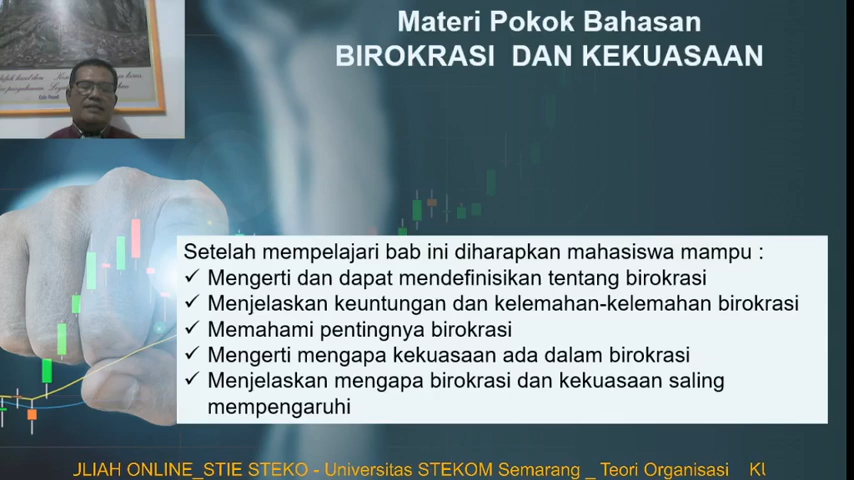 Materi Pokok Bahasan
BIROKRASI DAN KEKUASAAN
Setelah mempelajari bab ini diharapkan mahasiswa mampu :
✓ Mengerti dan dapat mendefinisikan tentang birokrasi
✓ Menjelaskan keuntungan dan kelemahan-kelemahan birokrasi
✓ Memahami pentingnya birokrasi
✓ Mengerti mengapa kekuasaan ada dalam birokrasi
✓ Menjelaskan mengapa birokrasi dan kekuasaan saling
mempengaruhi
JLIAH ONLINE_STIE STEKO - Universitas STEKOM Semarang _ Teori Organisasi